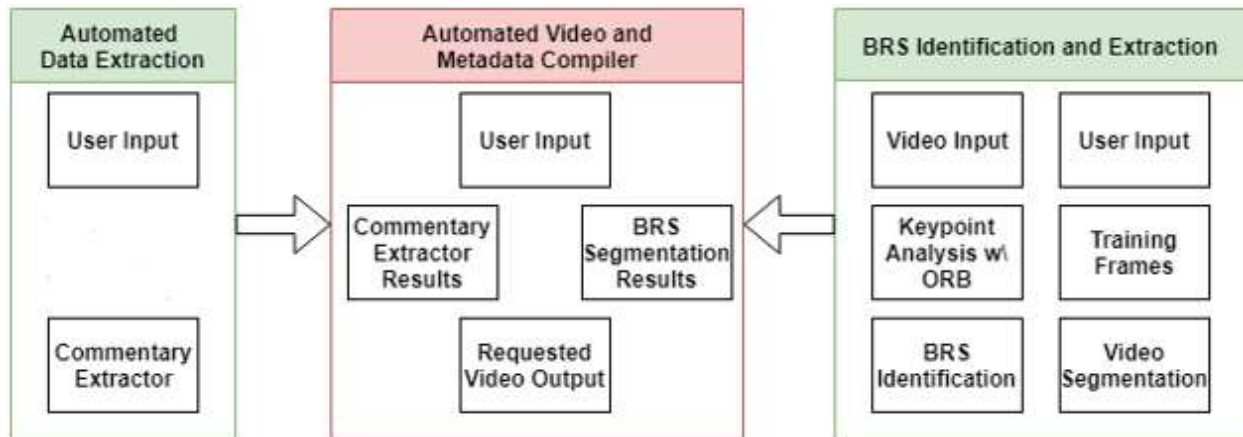 Automated
Data Extraction
User Input
Commentary
Extractor
Automated Video and
Metadata Compiler
User Input
Commentary
Extractor
Results
BRS
Segmentation
Results
Requested
Video Output
BRS Identification and Extraction
Video Input
User Input
Keypoint
Analysis w\
ORB
Training
Frames
BRS
Identification
Video
Segmentation